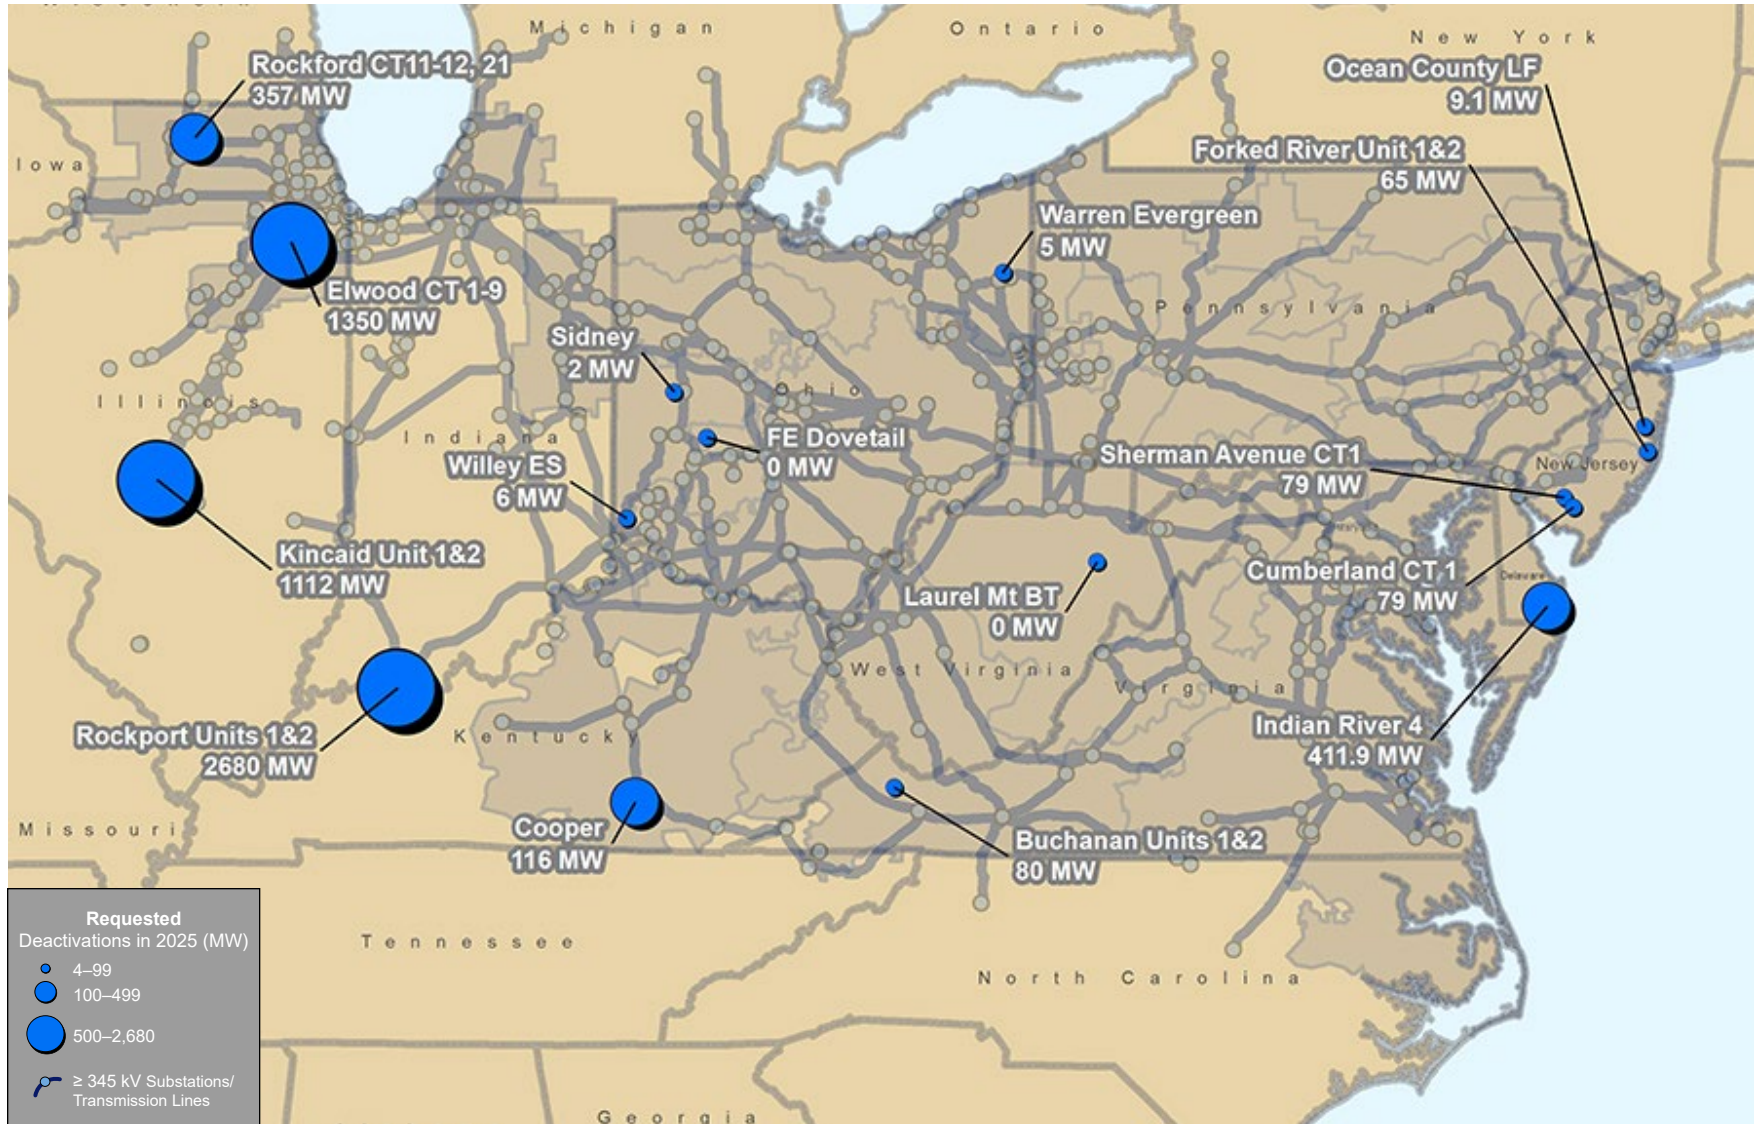 Michigan
Ontario
New York
Rockford CT11-12, 21
357 MW
Ocean County LF
9.1 MW
Iowa
Forked River Unit 1&2
65 MW
Warren Evergreen
5 MW
Elwood CT 1-9
1350 MW
Pennsylvania
Sidney
2 MW
Illinois
Ohio
Indiana
FE Dovetail
0 MW
Willey ES
6 MW
Sherman Avenue CT1
79 MW
New Jersey
Kincaid Unit 1&2
1112 MW
Cumberland CT 1
79 MW
Delaware
Laurel Mt BT
0 MW
West Virginia
Virginia
Rockport Units 1&2
2680 MW
Kentucky
Indian River 4
411.9 MW
Missouri
Cooper
116 MW
Buchanan Units 1&2
80 MW
Tennessee
North Carolina
Georgia
Requested
Deactivations in 2025 (MW)
4–99
100–499
500–2,680
≥ 345 kV Substations/
Transmission Lines